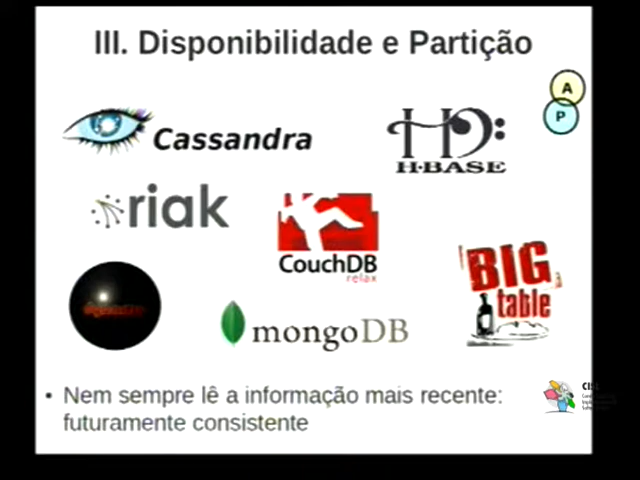 III. Disponibilidade e Partição
A
P
Cassandra
H·BASE
riak
CouchDB
relax
BIG
table
mongoDB
• Nem sempre lê a informação mais recente:
futuramente consistente